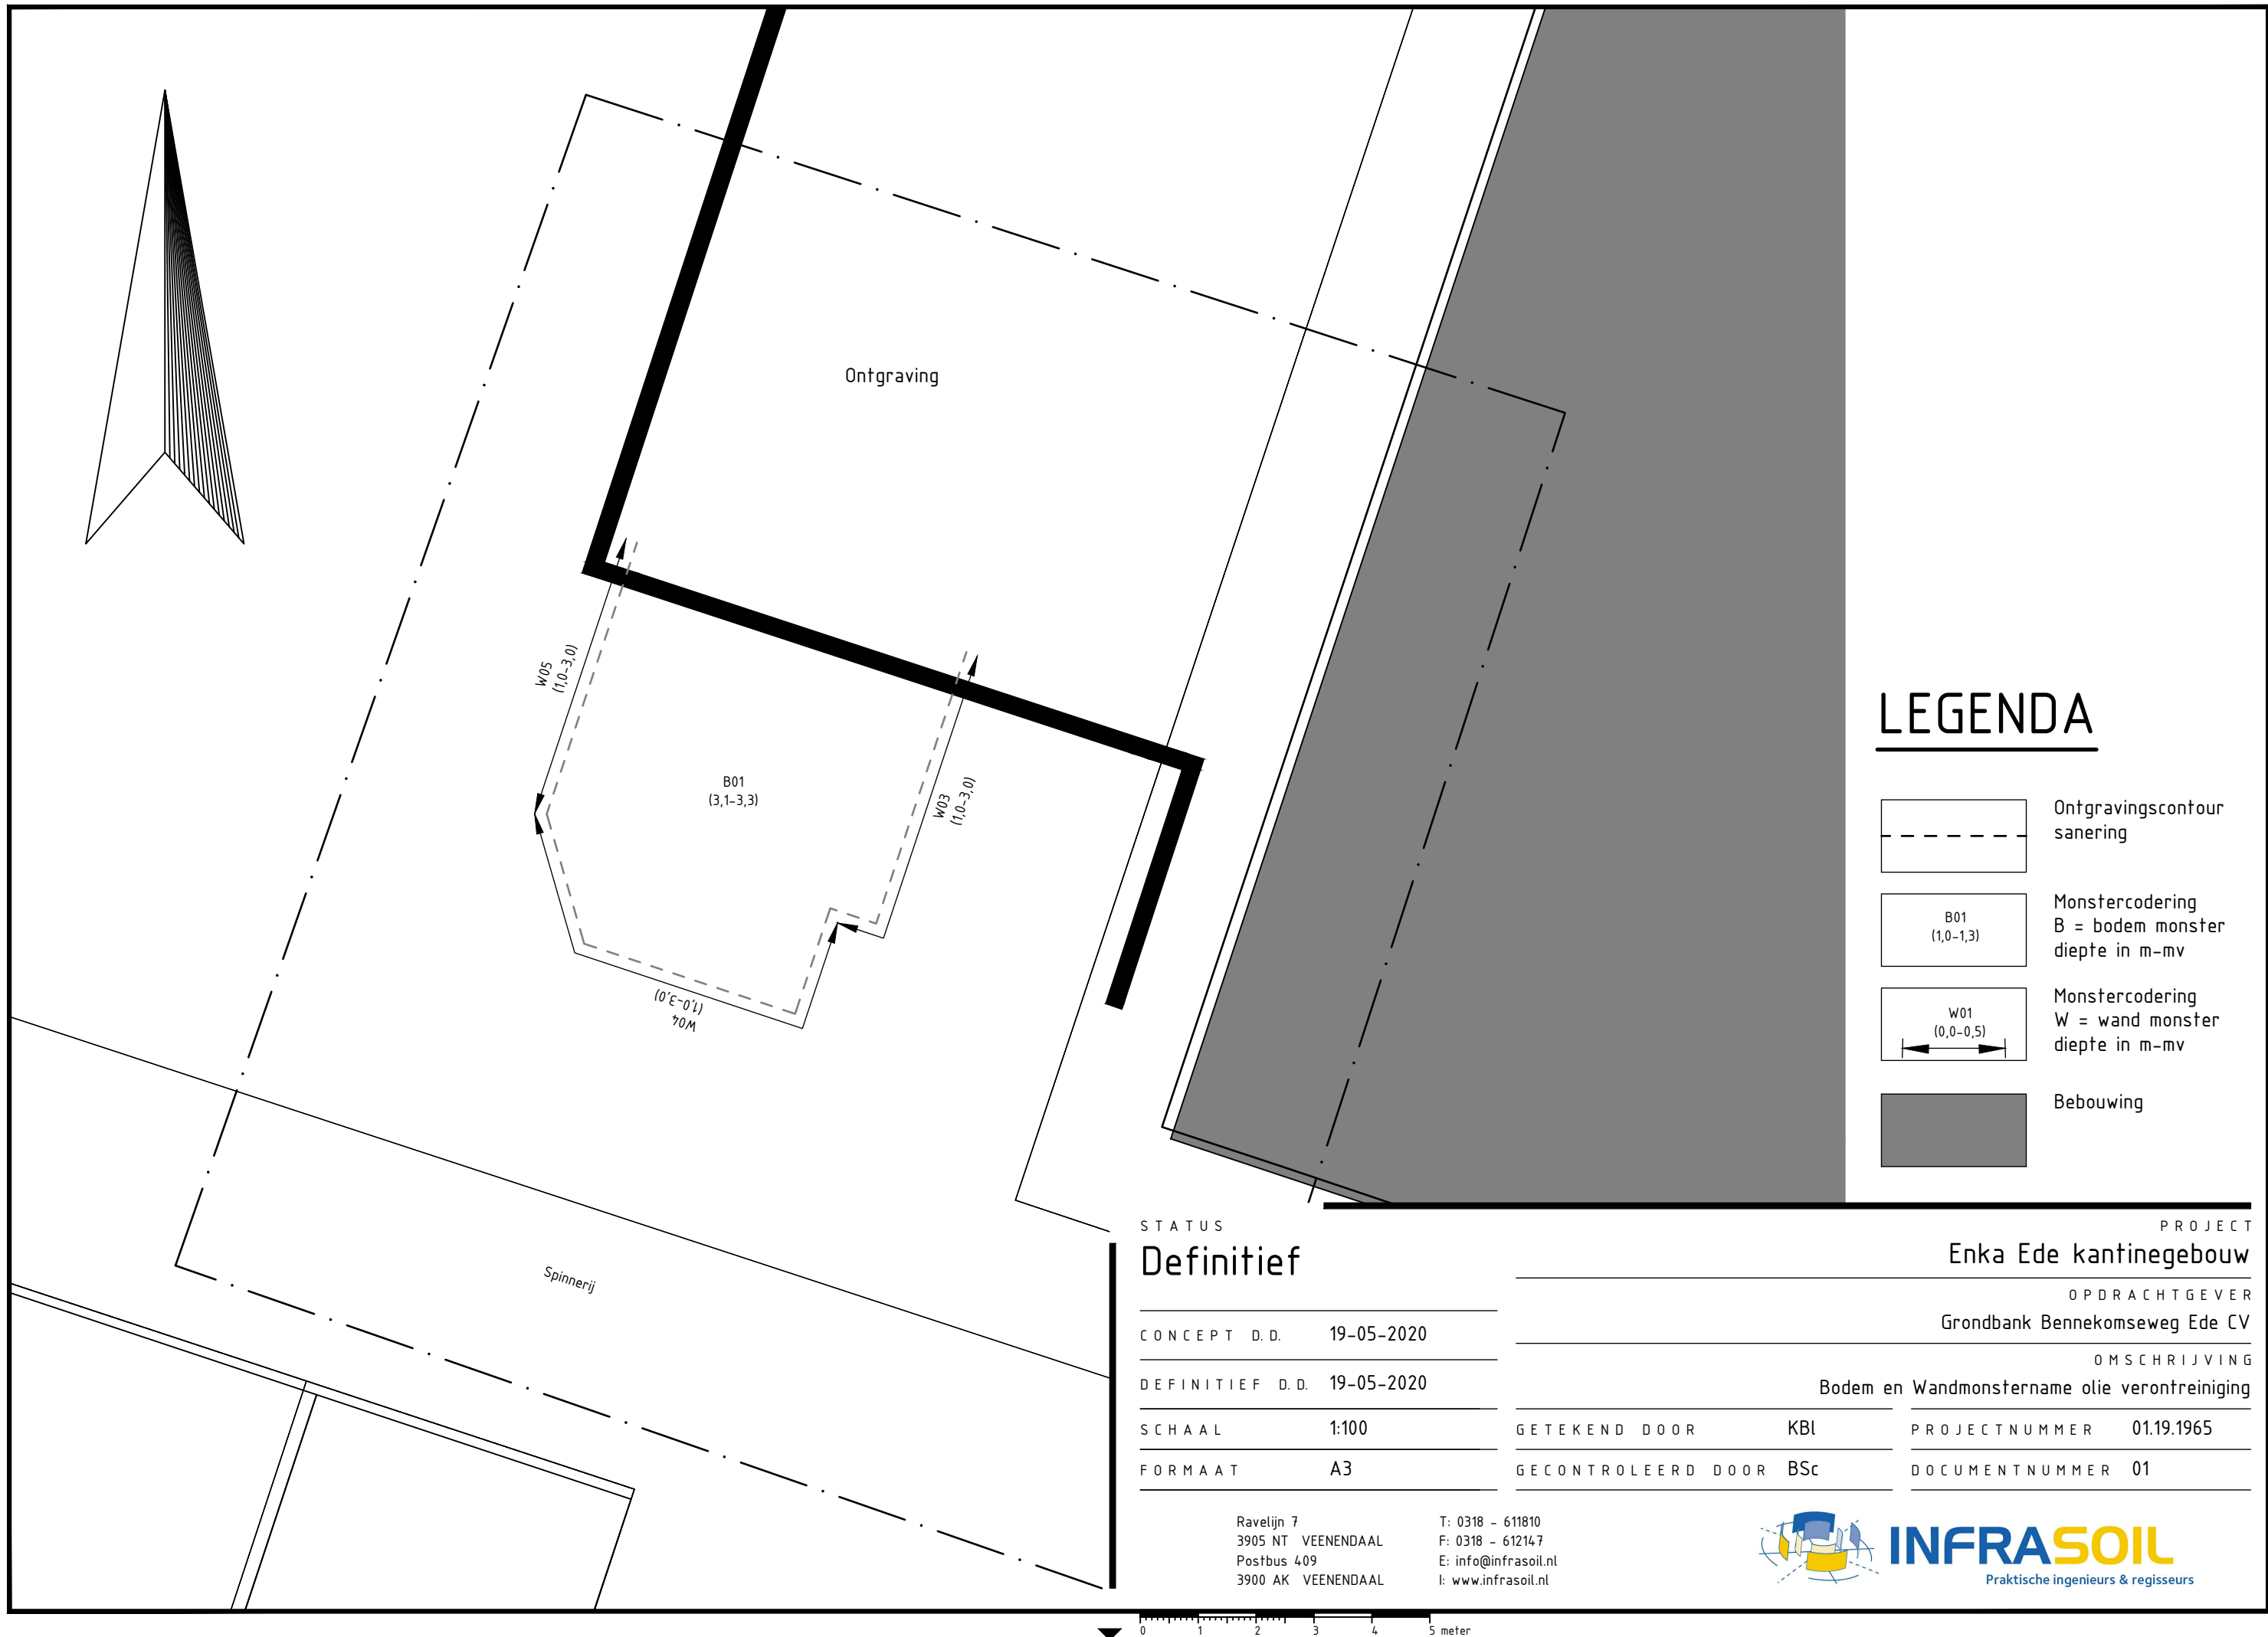 Ontgraving
W05
(1,0-3,0)
B01
(3,1-3,3)
W03
(1,0-3,0)
W04
(1,0-3,0)
Spinnerij
LEGENDA
Ontgravingscontour
sanering
B01
(1,0-1,3)
Monstercodering
B = bodem monster
diepte in m-mv
W01
(0,0-0,5)
Monstercodering
W = wand monster
diepte in m-mv
Bebouwing
STATUS
Definitief
CONCEPT D.D. 19-05-2020
DEFINITIEF D.D. 19-05-2020
SCHAAL 1:100
FORMAAT A3
PROJECT
Enka Ede kantinegebouw
OPDRACHTGEVER
Grondbank Bennekomseweg Ede CV
OMSCHRIJVING
Bodem en Wandmonstername olie verontreiniging
GETEKEND DOOR KBl
PROJECTNUMMER 01.19.1965
GECONTROLEERD DOOR BSc
DOCUMENTNUMMER 01
Ravelijn 7
3905 NT VEENENDAAL
Postbus 409
3900 AK VEENENDAAL
T: 0318 - 611810
F: 0318 - 612147
E: info@infrasoil.nl
I: www.infrasoil.nl
INFRASOIL
Praktische ingenieurs & regisseurs
0 1 2 3 4 5 meter